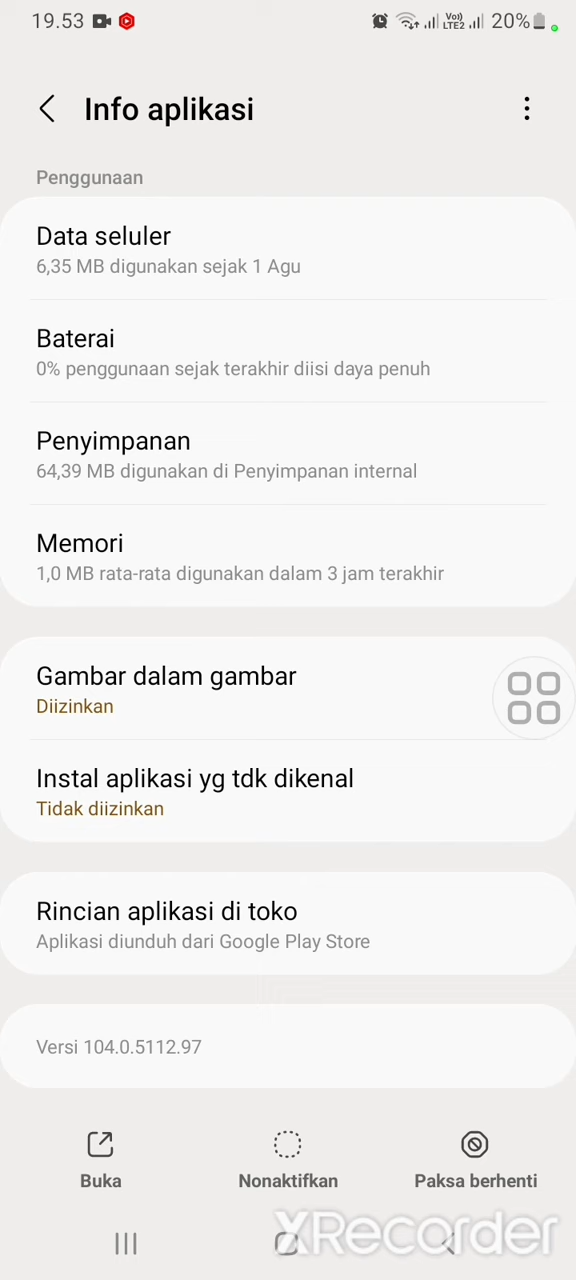 19.53
Vo))
LTE2
20%
Info aplikasi
Penggunaan
Data seluler
6,35 MB digunakan sejak 1 Agu
Baterai
0% penggunaan sejak terakhir diisi daya penuh
Penyimpanan
64,39 MB digunakan di Penyimpanan internal
Memori
1,0 MB rata-rata digunakan dalam 3 jam terakhir
Gambar dalam gambar
Diizinkan
Instal aplikasi yg tdk dikenal
Tidak diizinkan
Rincian aplikasi di toko
Aplikasi diunduh dari Google Play Store
Versi 104.0.5112.97
Buka
Nonaktifkan
Paksa berhenti
XRecorder